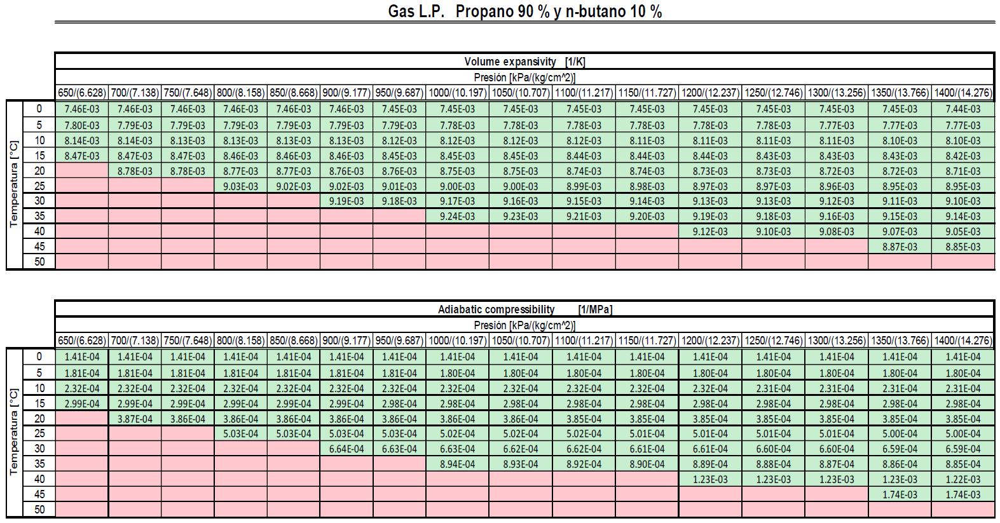 Gas L.P. Propano 90 % y n-butano 10 %
Volume expansivity [1/K]
Presión [kPa/(kg/cm^2)]
650/(6.628) 700/(7.138) 750/(7.648) 800/(8.158) 850/(8.668) 900/(9.177) 950/(9.687) 1000/(10.197) 1050/(10.707) 1100/(11.217) 1150/(11.727) 1200/(12.237) 1250/(12.746) 1300/(13.256) 1350/(13.766) 1400/(14.276)
Temperatura [°C]
0 7.46E-03 7.46E-03 7.46E-03 7.46E-03 7.46E-03 7.46E-03 7.45E-03 7.45E-03 7.45E-03 7.45E-03 7.45E-03 7.45E-03 7.45E-03 7.45E-03 7.45E-03 7.44E-03
5 7.80E-03 7.79E-03 7.79E-03 7.79E-03 7.79E-03 7.79E-03 7.79E-03 7.78E-03 7.78E-03 7.78E-03 7.78E-03 7.78E-03 7.78E-03 7.77E-03 7.77E-03 7.77E-03
10 8.14E-03 8.14E-03 8.13E-03 8.13E-03 8.13E-03 8.13E-03 8.12E-03 8.12E-03 8.12E-03 8.12E-03 8.11E-03 8.11E-03 8.11E-03 8.11E-03 8.10E-03 8.10E-03
15 8.47E-03 8.47E-03 8.47E-03 8.46E-03 8.46E-03 8.46E-03 8.45E-03 8.45E-03 8.45E-03 8.44E-03 8.44E-03 8.44E-03 8.43E-03 8.43E-03 8.43E-03 8.42E-03
20 8.78E-03 8.78E-03 8.77E-03 8.77E-03 8.76E-03 8.76E-03 8.75E-03 8.75E-03 8.74E-03 8.74E-03 8.73E-03 8.73E-03 8.72E-03 8.72E-03 8.71E-03
25 9.03E-03 9.02E-03 9.02E-03 9.01E-03 9.00E-03 9.00E-03 8.99E-03 8.98E-03 8.97E-03 8.97E-03 8.96E-03 8.95E-03 8.95E-03
30 9.19E-03 9.18E-03 9.17E-03 9.16E-03 9.15E-03 9.14E-03 9.13E-03 9.13E-03 9.12E-03 9.11E-03 9.10E-03
35 9.24E-03 9.23E-03 9.21E-03 9.20E-03 9.19E-03 9.18E-03 9.16E-03 9.15E-03 9.14E-03
40 9.12E-03 9.10E-03 9.08E-03 9.07E-03 9.05E-03
45 8.87E-03 8.85E-03
50
Adiabatic compressibility [1/MPa]
Presión [kPa/(kg/cm^2)]
650/(6.628) 700/(7.138) 750/(7.648) 800/(8.158) 850/(8.668) 900/(9.177) 950/(9.687) 1000/(10.197) 1050/(10.707) 1100/(11.217) 1150/(11.727) 1200/(12.237) 1250/(12.746) 1300/(13.256) 1350/(13.766) 1400/(14.276)
Temperatura [°C]
0 1.41E-04 1.41E-04 1.41E-04 1.41E-04 1.41E-04 1.41E-04 1.41E-04 1.41E-04 1.41E-04 1.41E-04 1.41E-04 1.41E-04 1.41E-04 1.41E-04 1.41E-04 1.41E-04
5 1.81E-04 1.81E-04 1.81E-04 1.81E-04 1.81E-04 1.81E-04 1.81E-04 1.80E-04 1.80E-04 1.80E-04 1.80E-04 1.80E-04 1.80E-04 1.80E-04 1.80E-04 1.80E-04
10 2.32E-04 2.32E-04 2.32E-04 2.32E-04 2.32E-04 2.32E-04 2.32E-04 2.32E-04 2.32E-04 2.32E-04 2.32E-04 2.32E-04 2.31E-04 2.31E-04 2.31E-04 2.31E-04
15 2.99E-04 2.99E-04 2.99E-04 2.99E-04 2.99E-04 2.99E-04 2.98E-04 2.98E-04 2.98E-04 2.98E-04 2.98E-04 2.98E-04 2.98E-04 2.98E-04 2.98E-04 2.98E-04
20 3.87E-04 3.86E-04 3.86E-04 3.86E-04 3.86E-04 3.86E-04 3.86E-04 3.86E-04 3.85E-04 3.85E-04 3.85E-04 3.85E-04 3.85E-04 3.85E-04 3.85E-04
25 5.03E-04 5.03E-04 5.03E-04 5.03E-04 5.02E-04 5.02E-04 5.02E-04 5.01E-04 5.01E-04 5.01E-04 5.01E-04 5.00E-04 5.00E-04
30 6.64E-04 6.63E-04 6.63E-04 6.62E-04 6.62E-04 6.61E-04 6.61E-04 6.60E-04 6.60E-04 6.59E-04 6.59E-04
35 8.94E-04 8.93E-04 8.92E-04 8.90E-04 8.89E-04 8.88E-04 8.87E-04 8.86E-04 8.85E-04
40 1.23E-03 1.23E-03 1.23E-03 1.23E-03 1.22E-03
45 1.74E-03 1.74E-03
50